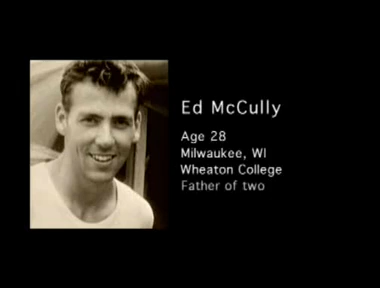 Ed McCully
Age 28
Milwaukee, WI
Wheaton College
Father of two